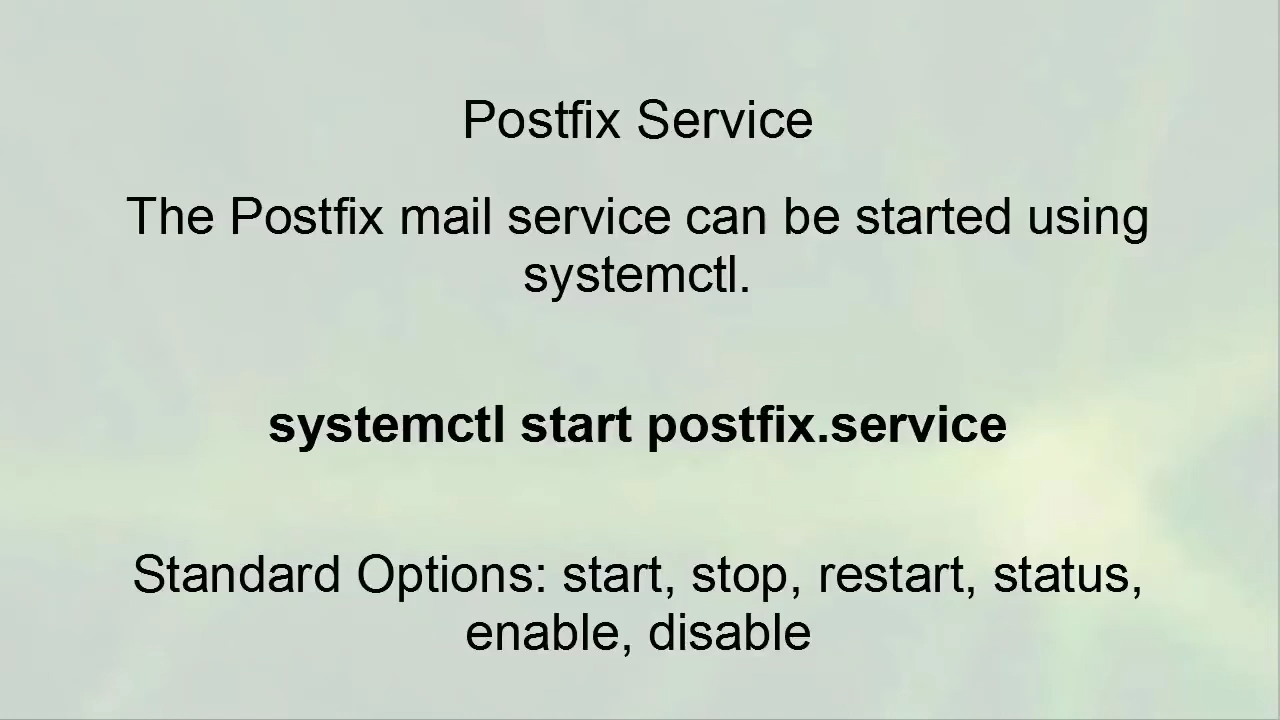 Postfix Service
The Postfix mail service can be started using
systemctl.
systemctl start postfix.service
Standard Options: start, stop, restart, status,
enable, disable